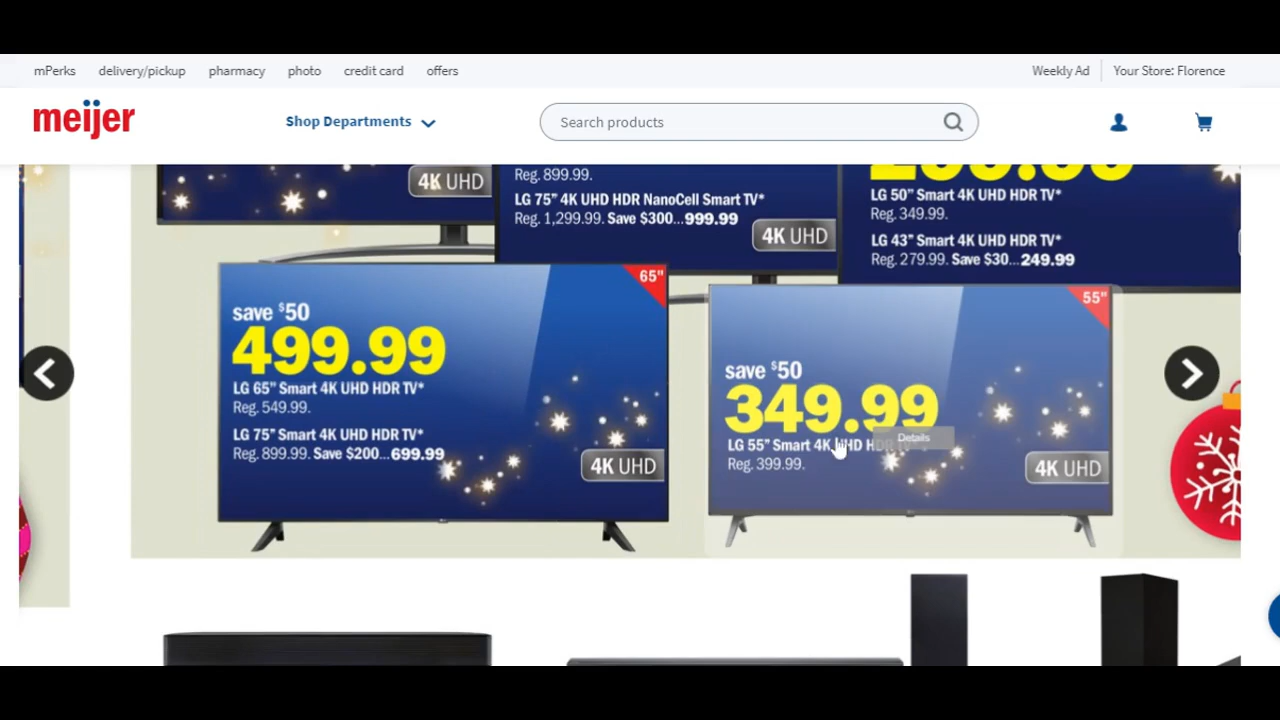 mPerks delivery/pickup pharmacy photo credit card offers Weekly Ad Your Store: Florence
meijer Shop Departments Search products
Reg. 899.99.
LG 75” 4K UHD HDR NanoCell Smart TV*
Reg. 1,299.99. Save $300...999.99
4K UHD
4K UHD
LG 50” Smart 4K UHD HDR TV*
Reg. 349.99.
LG 43” Smart 4K UHD HDR TV*
Reg. 279.99. Save $30...249.99
65"
save $50
499.99
LG 65” Smart 4K UHD HDR TV*
Reg. 549.99.
LG 75” Smart 4K UHD HDR TV*
Reg. 899.99. Save $200...699.99
4K UHD
55"
save $50
349.99
Details
LG 55” Smart 4K UHD HDR TV*
Reg. 399.99.
4K UHD